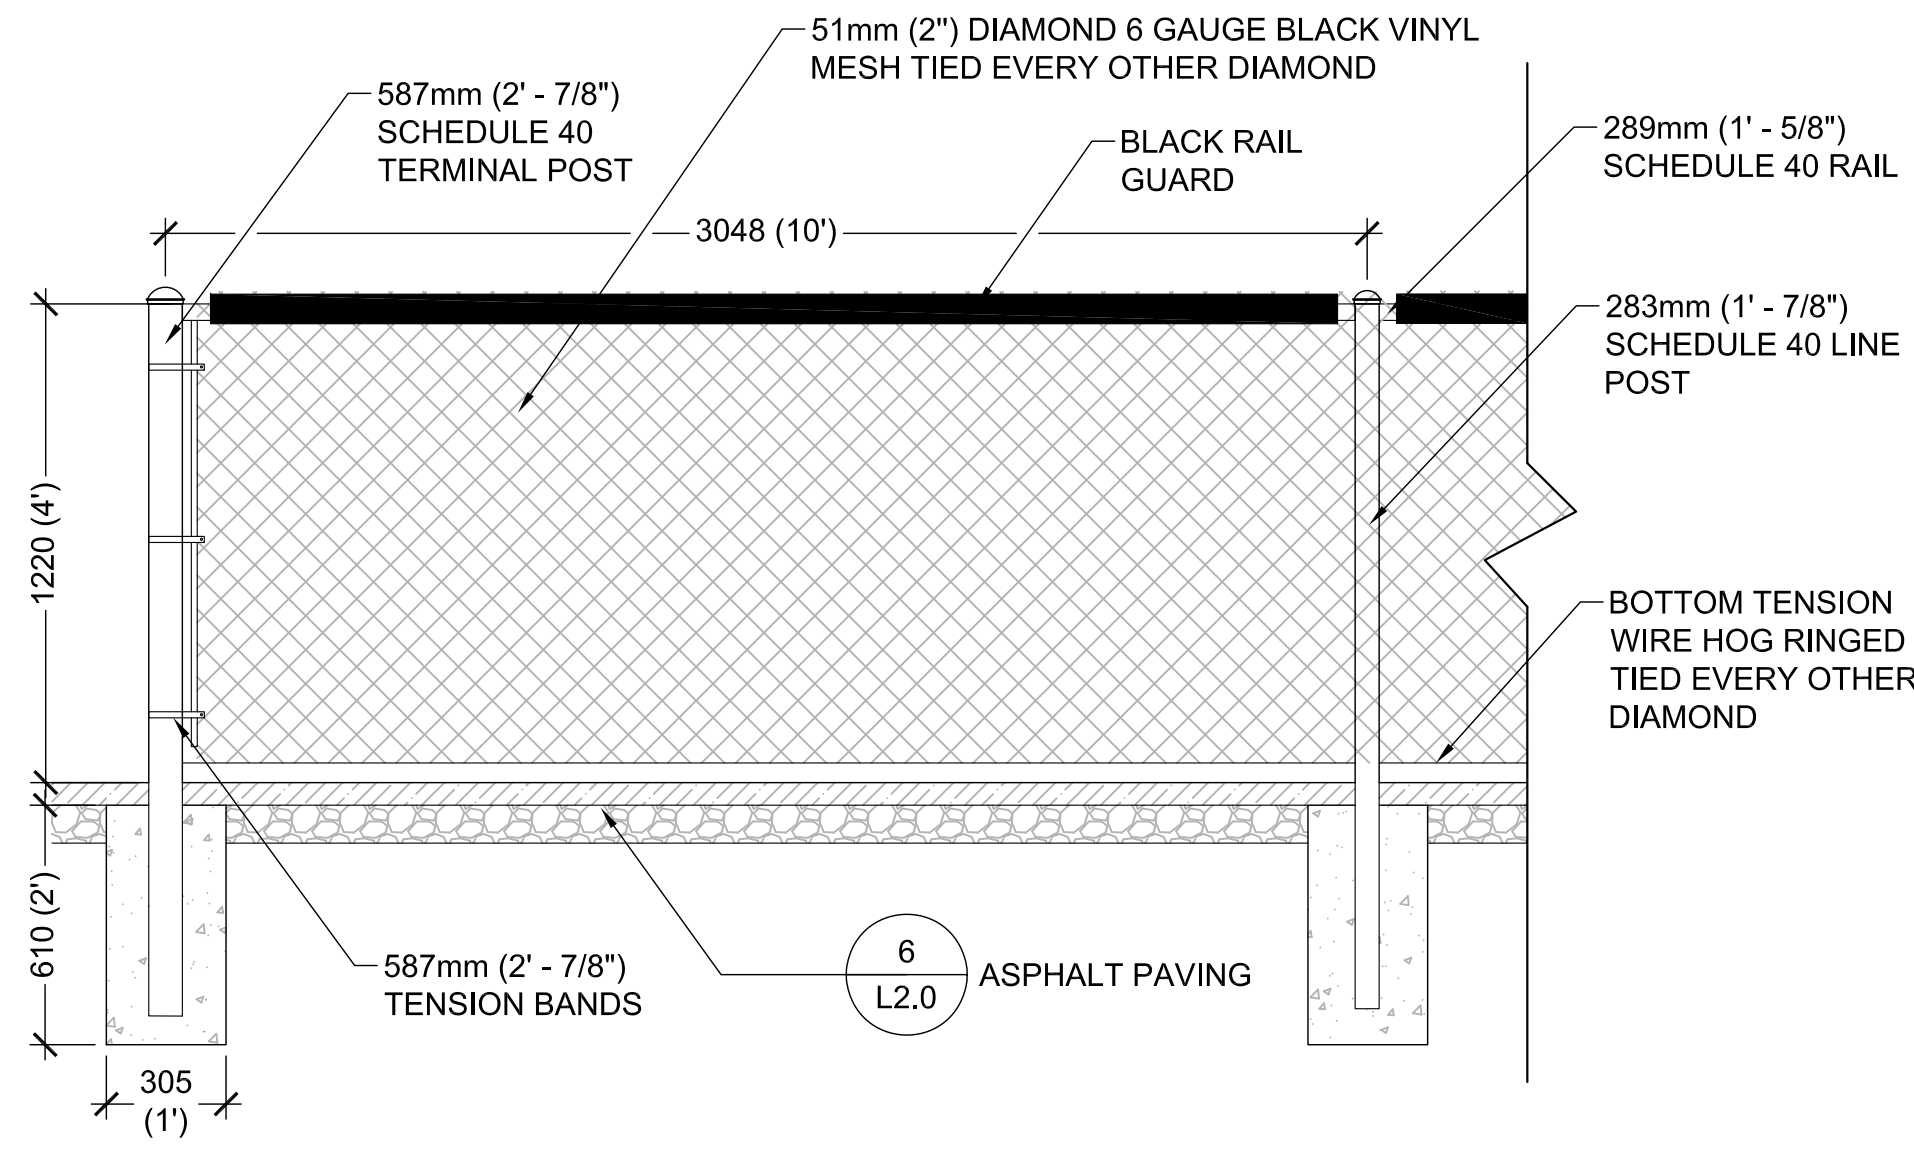 51mm (2") DIAMOND 6 GAUGE BLACK VINYL
MESH TIED EVERY OTHER DIAMOND
587mm (2' - 7/8")
SCHEDULE 40
TERMINAL POST
BLACK RAIL
GUARD
289mm (1' - 5/8")
SCHEDULE 40 RAIL
3048 (10')
283mm (1' - 7/8")
SCHEDULE 40 LINE
POST
1220 (4')
BOTTOM TENSION
WIRE HOG RINGED
TIED EVERY OTHER
DIAMOND
610 (2')
587mm (2' - 7/8")
TENSION BANDS
6
L2.0
ASPHALT PAVING
305
(1')